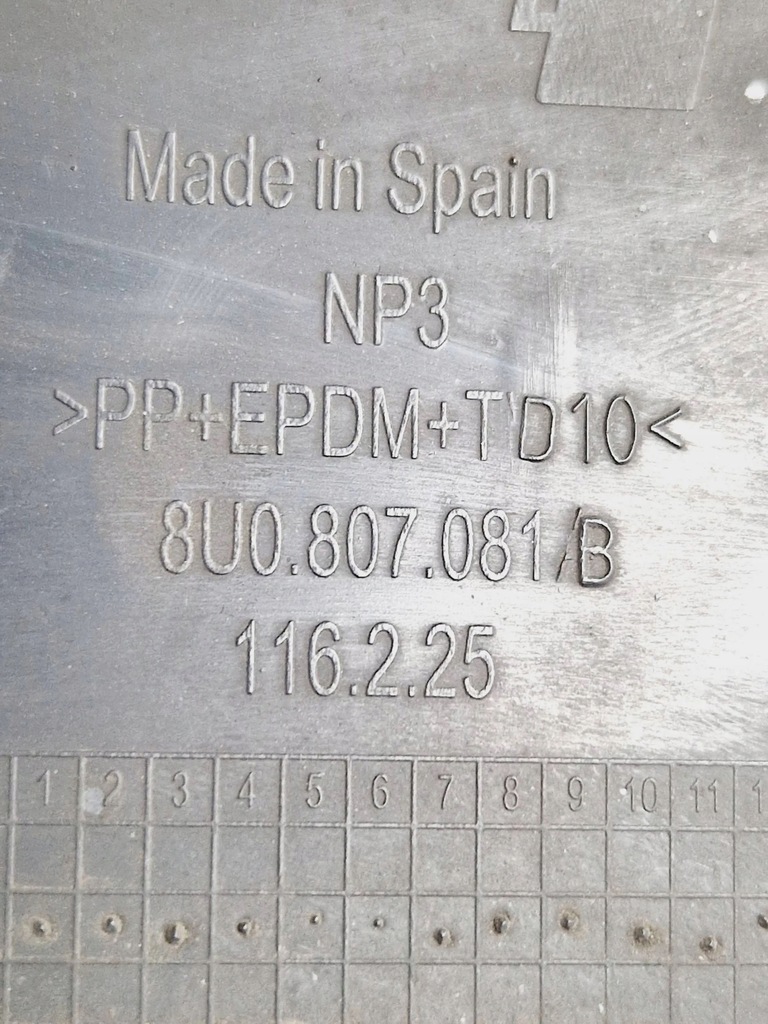 Made in Spain
NP3
>PP+EPDM+TD10<
8U0.807.081/B
116.2.25
1 2 3 4 5 6 7 8 9 10 11